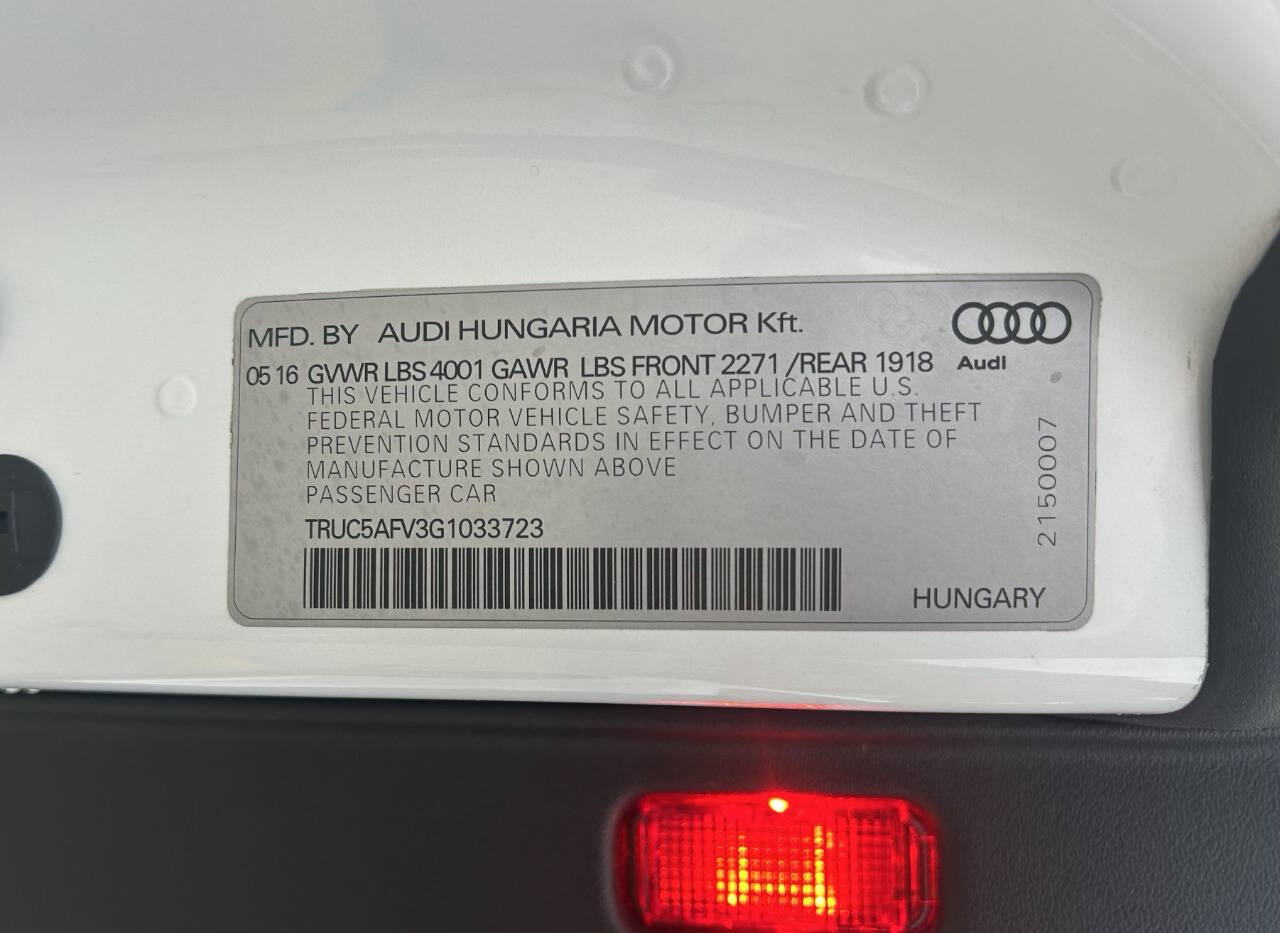 MFD. BY AUDI HUNGARIA MOTOR Kft.
05 16 GVWR LBS 4001 GAWR LBS FRONT 2271 /REAR 1918
Audi
THIS VEHICLE CONFORMS TO ALL APPLICABLE U.S.
FEDERAL MOTOR VEHICLE SAFETY, BUMPER AND THEFT
PREVENTION STANDARDS IN EFFECT ON THE DATE OF
MANUFACTURE SHOWN ABOVE
PASSENGER CAR
TRUC5AFV3G1033723
HUNGARY
2150007